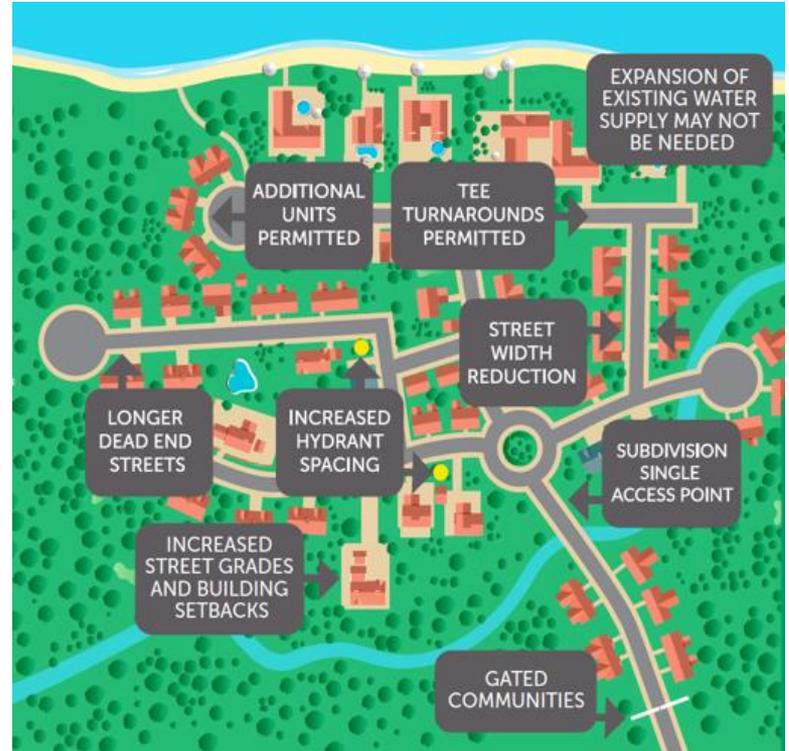 EXPANSION OF
EXISTING WATER
SUPPLY MAY NOT
BE NEEDED
ADDITIONAL
UNITS
PERMITTED
TEE
TURNAROUNDS
PERMITTED
STREET
WIDTH
REDUCTION
LONGER
DEAD END
STREETS
INCREASED
HYDRANT
SPACING
SUBDIVISION
SINGLE
ACCESS POINT
INCREASED
STREET GRADES
AND BUILDING
SETBACKS
GATED
COMMUNITIES